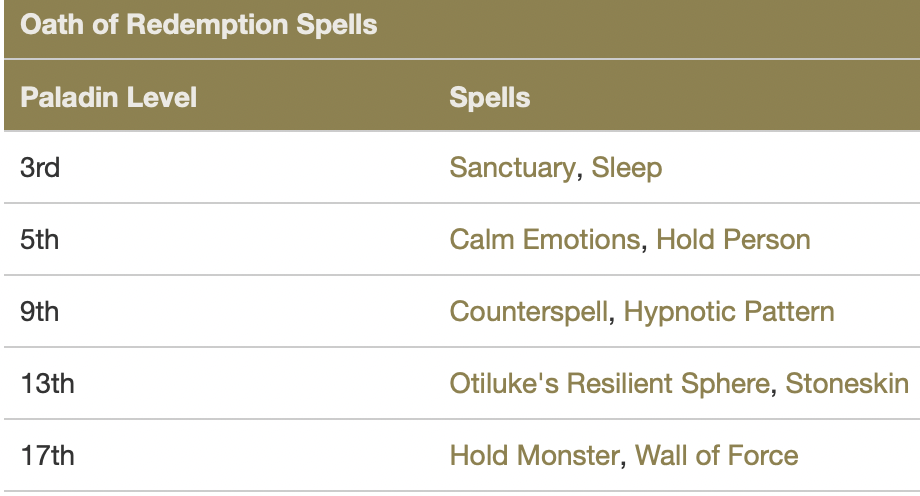 Oath of Redemption Spells
Paladin Level Spells
3rd Sanctuary, Sleep
5th Calm Emotions, Hold Person
9th Counterspell, Hypnotic Pattern
13th Otiluke's Resilient Sphere, Stoneskin
17th Hold Monster, Wall of Force